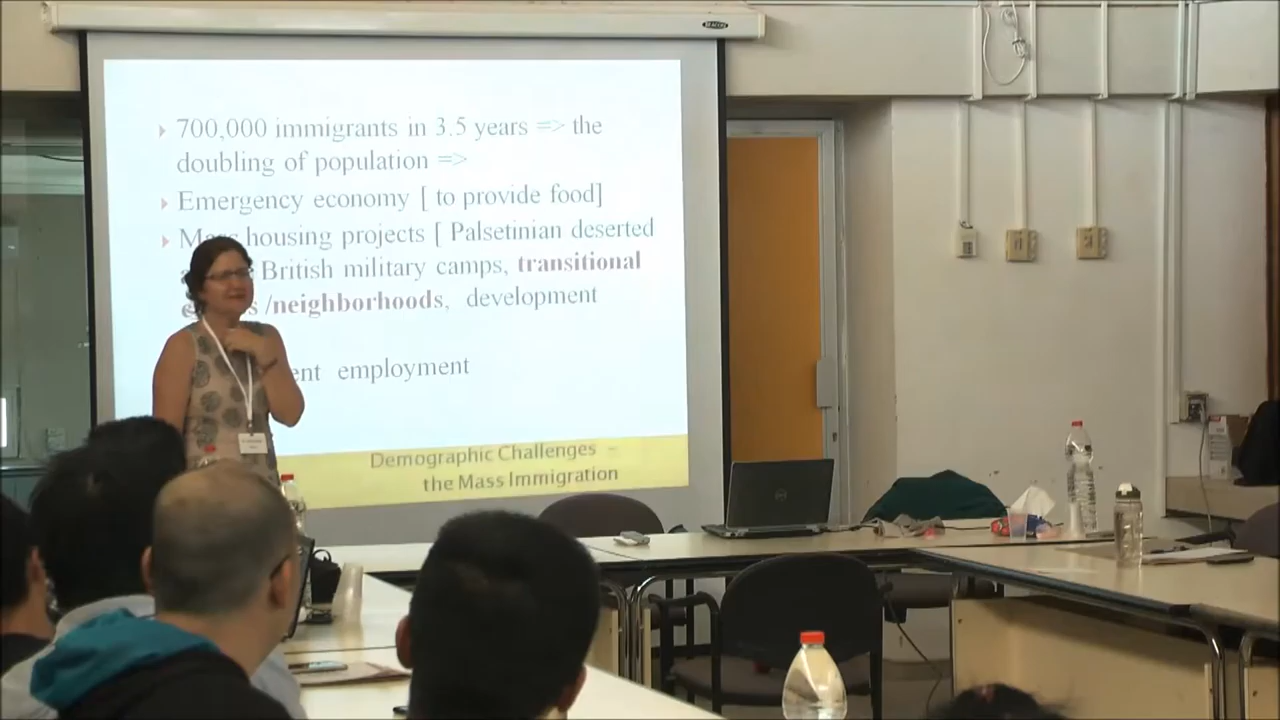 700,000 immigrants in 3.5 years => the
doubling of population =>
Emergency economy [ to provide food]
housing projects [ Palsetinian deserted
British military camps, transitional
/neighborhoods, development
employment
Demographic Challenges –
the Mass Immigration